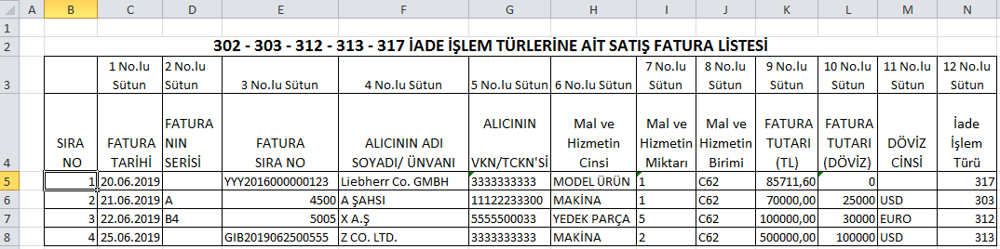 A B C D E F G H I J K L M N
1
2 302 - 303 - 312 - 313 - 317 İADE İŞLEM TÜRLERİNE AİT SATIŞ FATURA LİSTESİ
3 1 No.lu Sütun 2 No.lu Sütun 3 No.lu Sütun 4 No.lu Sütun 5 No.lu Sütun 6 No.lu Sütun 7 No.lu Sütun 8 No.lu Sütun 9 No.lu Sütun 10 No.lu Sütun 11 No.lu Sütun 12 No.lu Sütun
4 SIRA NO FATURA TARİHİ FATURA NIN SERİSİ FATURA SIRA NO ALICININ ADI SOYADI/ ÜNVANI ALICININ VKN/TCKN'Sİ Mal ve Hizmetin Cinsi Mal ve Hizmetin Miktarı Mal ve Hizmetin Birimi FATURA TUTARI (TL) FATURA TUTARI (DÖVİZ) DÖVİZ CİNSİ İade İşlem Türü
5 1 20.06.2019 YYY2016000000123 Liebherr Co. GMBH 3333333333 MODEL ÜRÜN 1 C62 85711,60 0 317
6 2 21.06.2019 A 4500 A ŞAHSI 11122233300 MAKİNA 1 C62 70000,00 25000 USD 303
7 3 22.06.2019 B4 5005 X A.Ş 5555500033 YEDEK PARÇA 5 C62 100000,00 30000 EURO 312
8 4 25.06.2019 GIB2019062500555 Z CO. LTD. 3333333333 MAKİNA 2 C62 500000,00 100000 USD 313